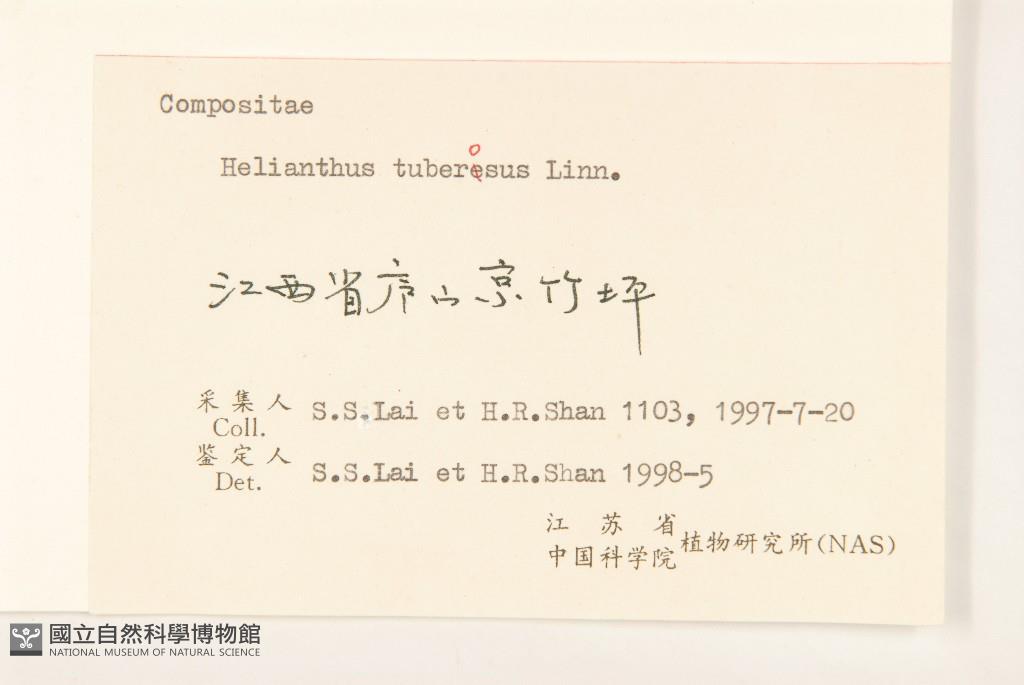 Compositae
o
Helianthus tuberesus Linn.
江西省庐山京竹坪
采集人 S.S.Lai et H.R.Shan 1103, 1997-7-20
Coll.
鉴定人 S.S.Lai et H.R.Shan 1998-5
Det.
江苏省
中国科学院 植物研究所(NAS)
國立自然科學博物館
NATIONAL MUSEUM OF NATURAL SCIENCE